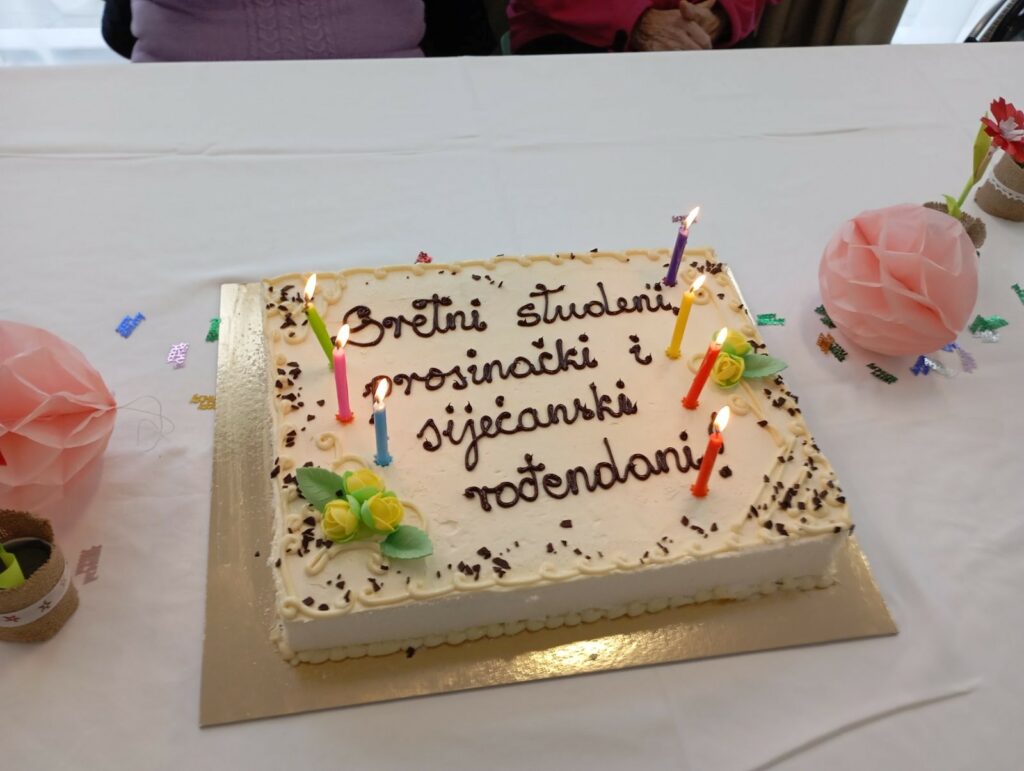 Sretni studeni,
prosinački i
siječanski
rođendani.